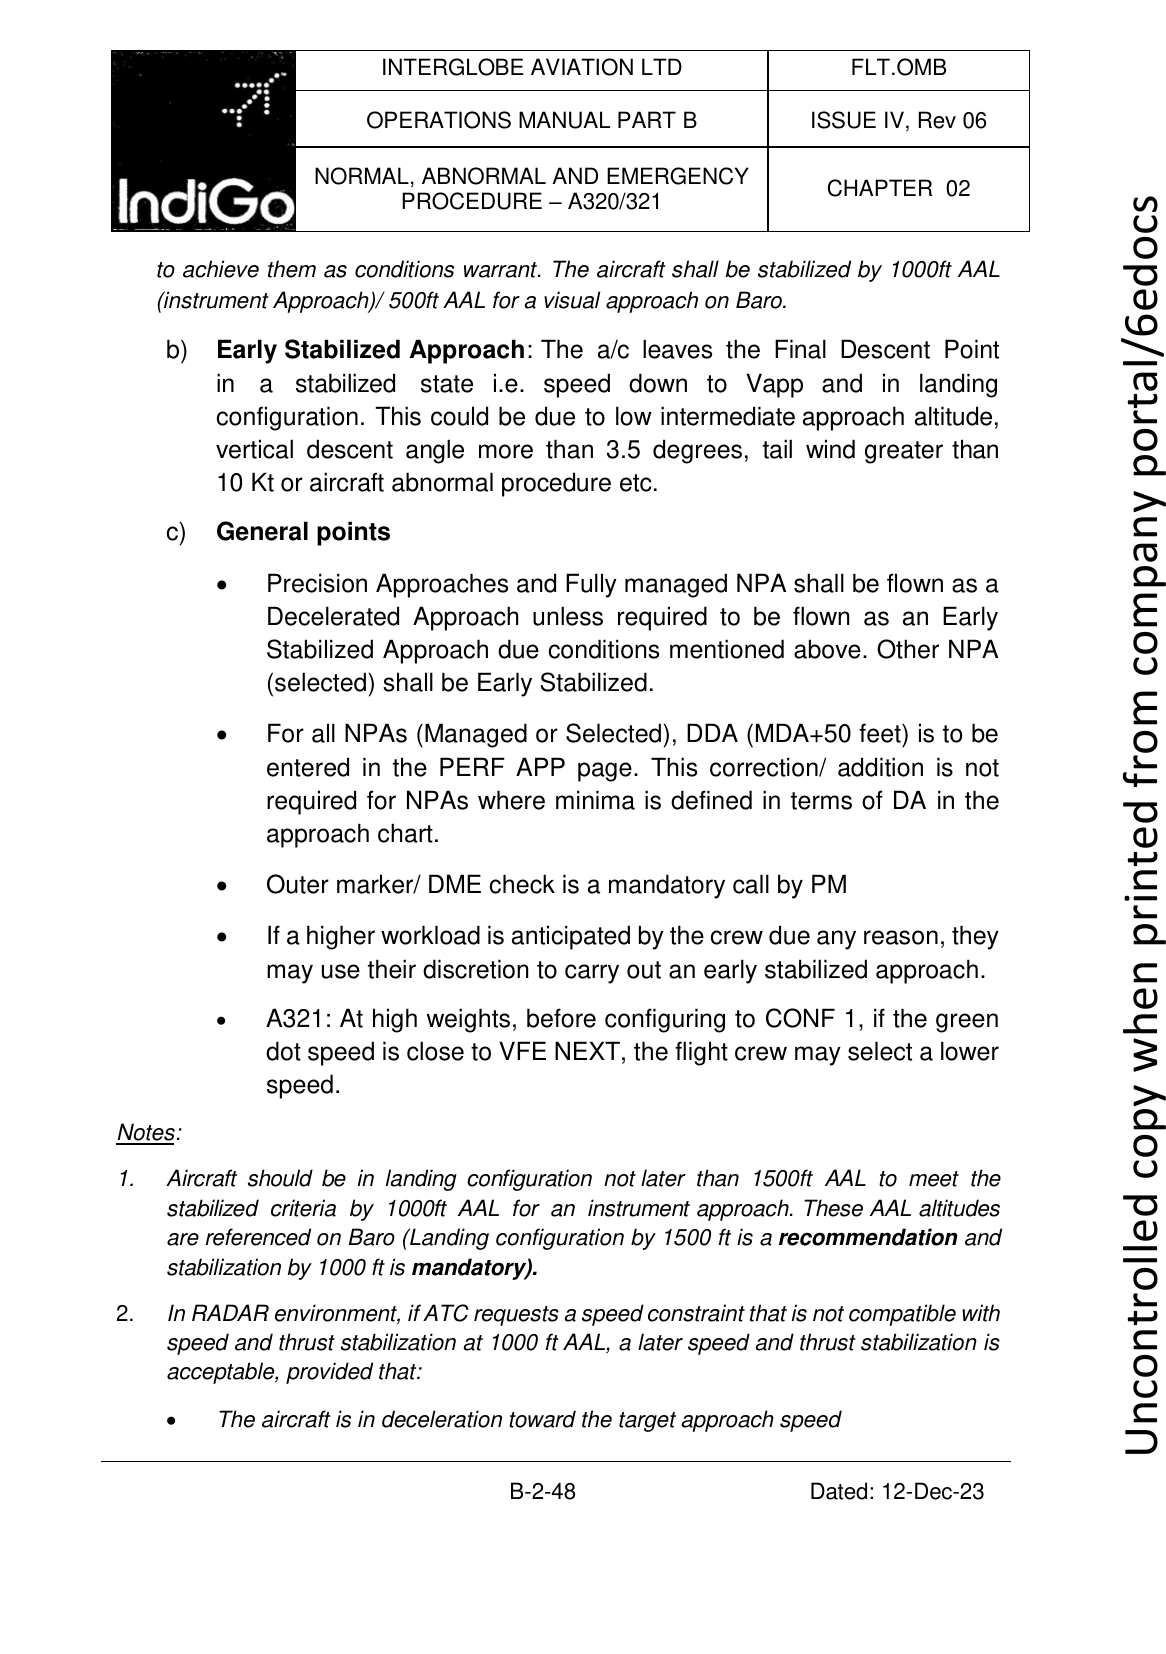 INTERGLOBE AVIATION LTD
FLT.OMB
OPERATIONS MANUAL PART B
ISSUE IV, Rev 06
IndiGo
NORMAL, ABNORMAL AND EMERGENCY
PROCEDURE – A320/321
CHAPTER 02
to achieve them as conditions warrant. The aircraft shall be stabilized by 1000ft AAL
(instrument Approach)/ 500ft AAL for a visual approach on Baro.
b) Early Stabilized Approach: The a/c leaves the Final Descent Point
in a stabilized state i.e. speed down to Vapp and in landing
configuration. This could be due to low intermediate approach altitude,
vertical descent angle more than 3.5 degrees, tail wind greater than
10 Kt or aircraft abnormal procedure etc.
c) General points
• Precision Approaches and Fully managed NPA shall be flown as a
Decelerated Approach unless required to be flown as an Early
Stabilized Approach due conditions mentioned above. Other NPA
(selected) shall be Early Stabilized.
• For all NPAs (Managed or Selected), DDA (MDA+50 feet) is to be
entered in the PERF APP page. This correction/ addition is not
required for NPAs where minima is defined in terms of DA in the
approach chart.
• Outer marker/ DME check is a mandatory call by PM
• If a higher workload is anticipated by the crew due any reason, they
may use their discretion to carry out an early stabilized approach.
• A321: At high weights, before configuring to CONF 1, if the green
dot speed is close to VFE NEXT, the flight crew may select a lower
speed.
Notes:
1. Aircraft should be in landing configuration not later than 1500ft AAL to meet the
stabilized criteria by 1000ft AAL for an instrument approach. These AAL altitudes
are referenced on Baro (Landing configuration by 1500 ft is a recommendation and
stabilization by 1000 ft is mandatory).
2. In RADAR environment, if ATC requests a speed constraint that is not compatible with
speed and thrust stabilization at 1000 ft AAL, a later speed and thrust stabilization is
acceptable, provided that:
• The aircraft is in deceleration toward the target approach speed
B-2-48
Dated: 12-Dec-23
Uncontrolled copy when printed from company portal/6edocs